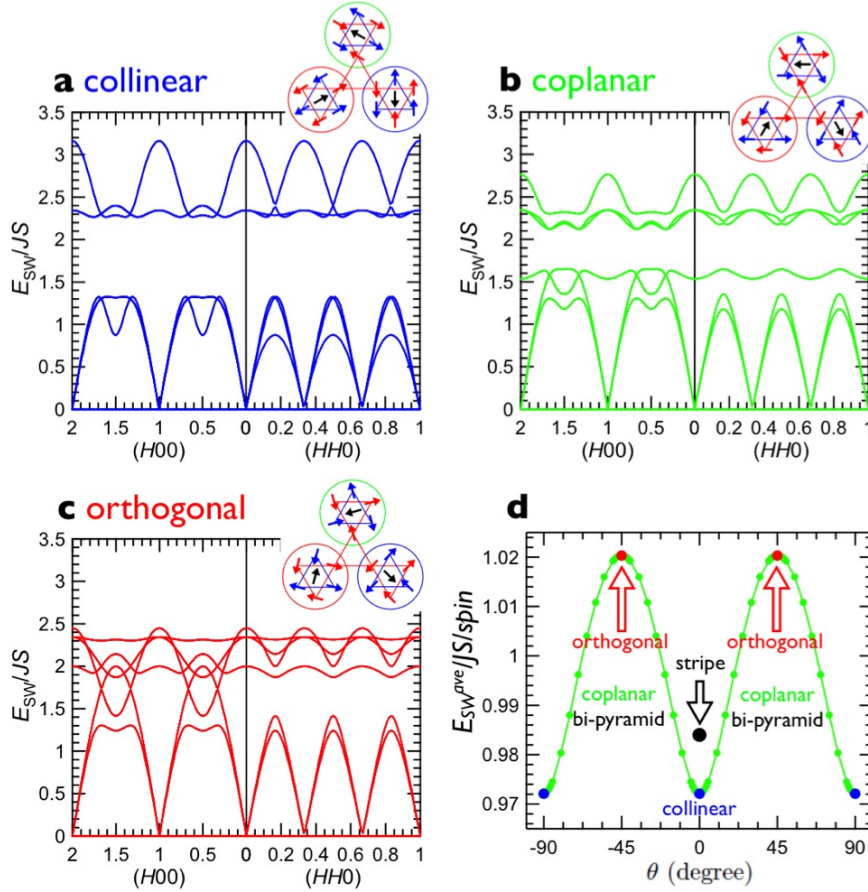 a collinear
3.5
3
2.5
2
1.5
1
0.5
0
E_SW/JS
2 1.5 1 0.5 0 0.2 0.4 0.6 0.8 1
(H00) (HH0)
b coplanar
3.5
3
2.5
2
1.5
1
0.5
0
E_SW/JS
2 1.5 1 0.5 0 0.2 0.4 0.6 0.8 1
(H00) (HH0)
c orthogonal
3.5
3
2.5
2
1.5
1
0.5
0
E_SW/JS
2 1.5 1 0.5 0 0.2 0.4 0.6 0.8 1
(H00) (HH0)
d
1.02
1.01
1
0.99
0.98
0.97
E_SW^ave/JS/spin
orthogonal orthogonal
stripe
coplanar coplanar
bi-pyramid bi-pyramid
collinear
-90 -45 0 45 90
θ (degree)